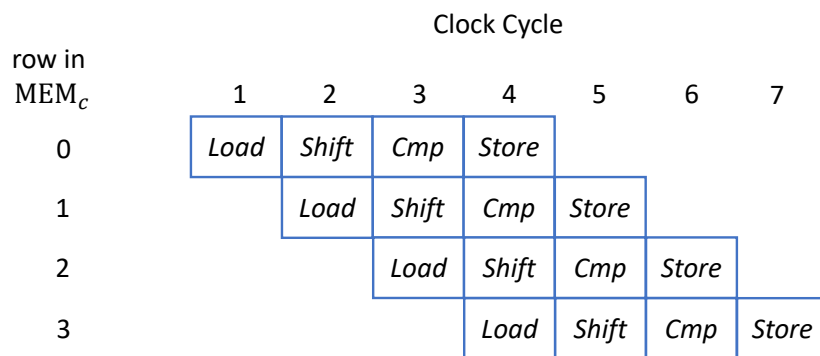 Clock Cycle
row in
MEM_c 1 2 3 4 5 6 7
0 Load Shift Cmp Store
1 Load Shift Cmp Store
2 Load Shift Cmp Store
3 Load Shift Cmp Store